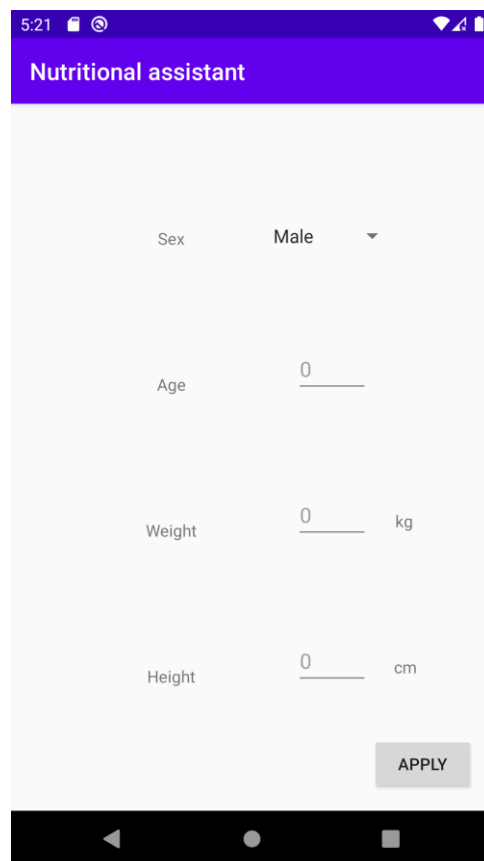 5:21
Nutritional assistant
Sex Male
Age 0
Weight 0 kg
Height 0 cm
APPLY